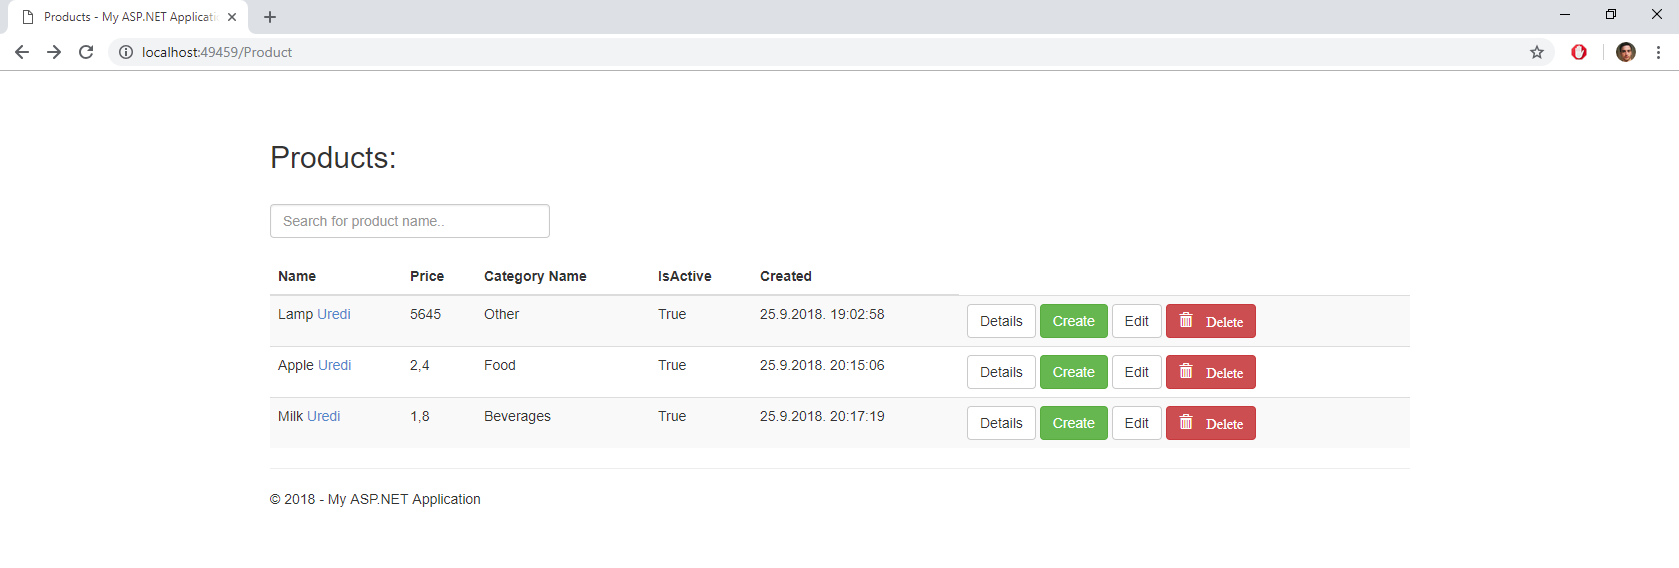 Products - My ASP.NET Applicati
localhost:49459/Product
Products:
Search for product name..
Name Price Category Name IsActive Created
Lamp Uredi 5645 Other True 25.9.2018. 19:02:58 Details Create Edit Delete
Apple Uredi 2,4 Food True 25.9.2018. 20:15:06 Details Create Edit Delete
Milk Uredi 1,8 Beverages True 25.9.2018. 20:17:19 Details Create Edit Delete
© 2018 - My ASP.NET Application